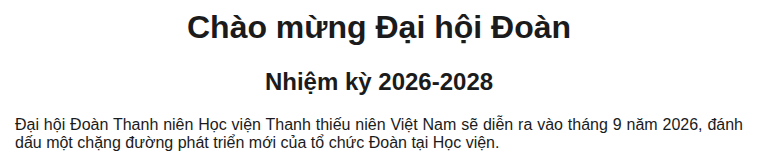 Chào mừng Đại hội Đoàn
Nhiệm kỳ 2026-2028
Đại hội Đoàn Thanh niên Học viện Thanh thiếu niên Việt Nam sẽ diễn ra vào tháng 9 năm 2026, đánh
dấu một chặng đường phát triển mới của tổ chức Đoàn tại Học viện.